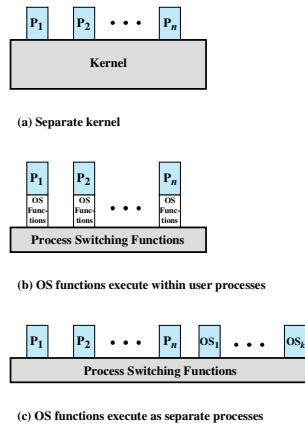 P1 P2 • • • Pn
Kernel
(a) Separate kernel
P1 P2 Pn
OS Func- tions OS Func- tions • • • OS Func- tions
Process Switching Functions
(b) OS functions execute within user processes
P1 P2 • • • Pn OS1 • • • OSk
Process Switching Functions
(c) OS functions execute as separate processes